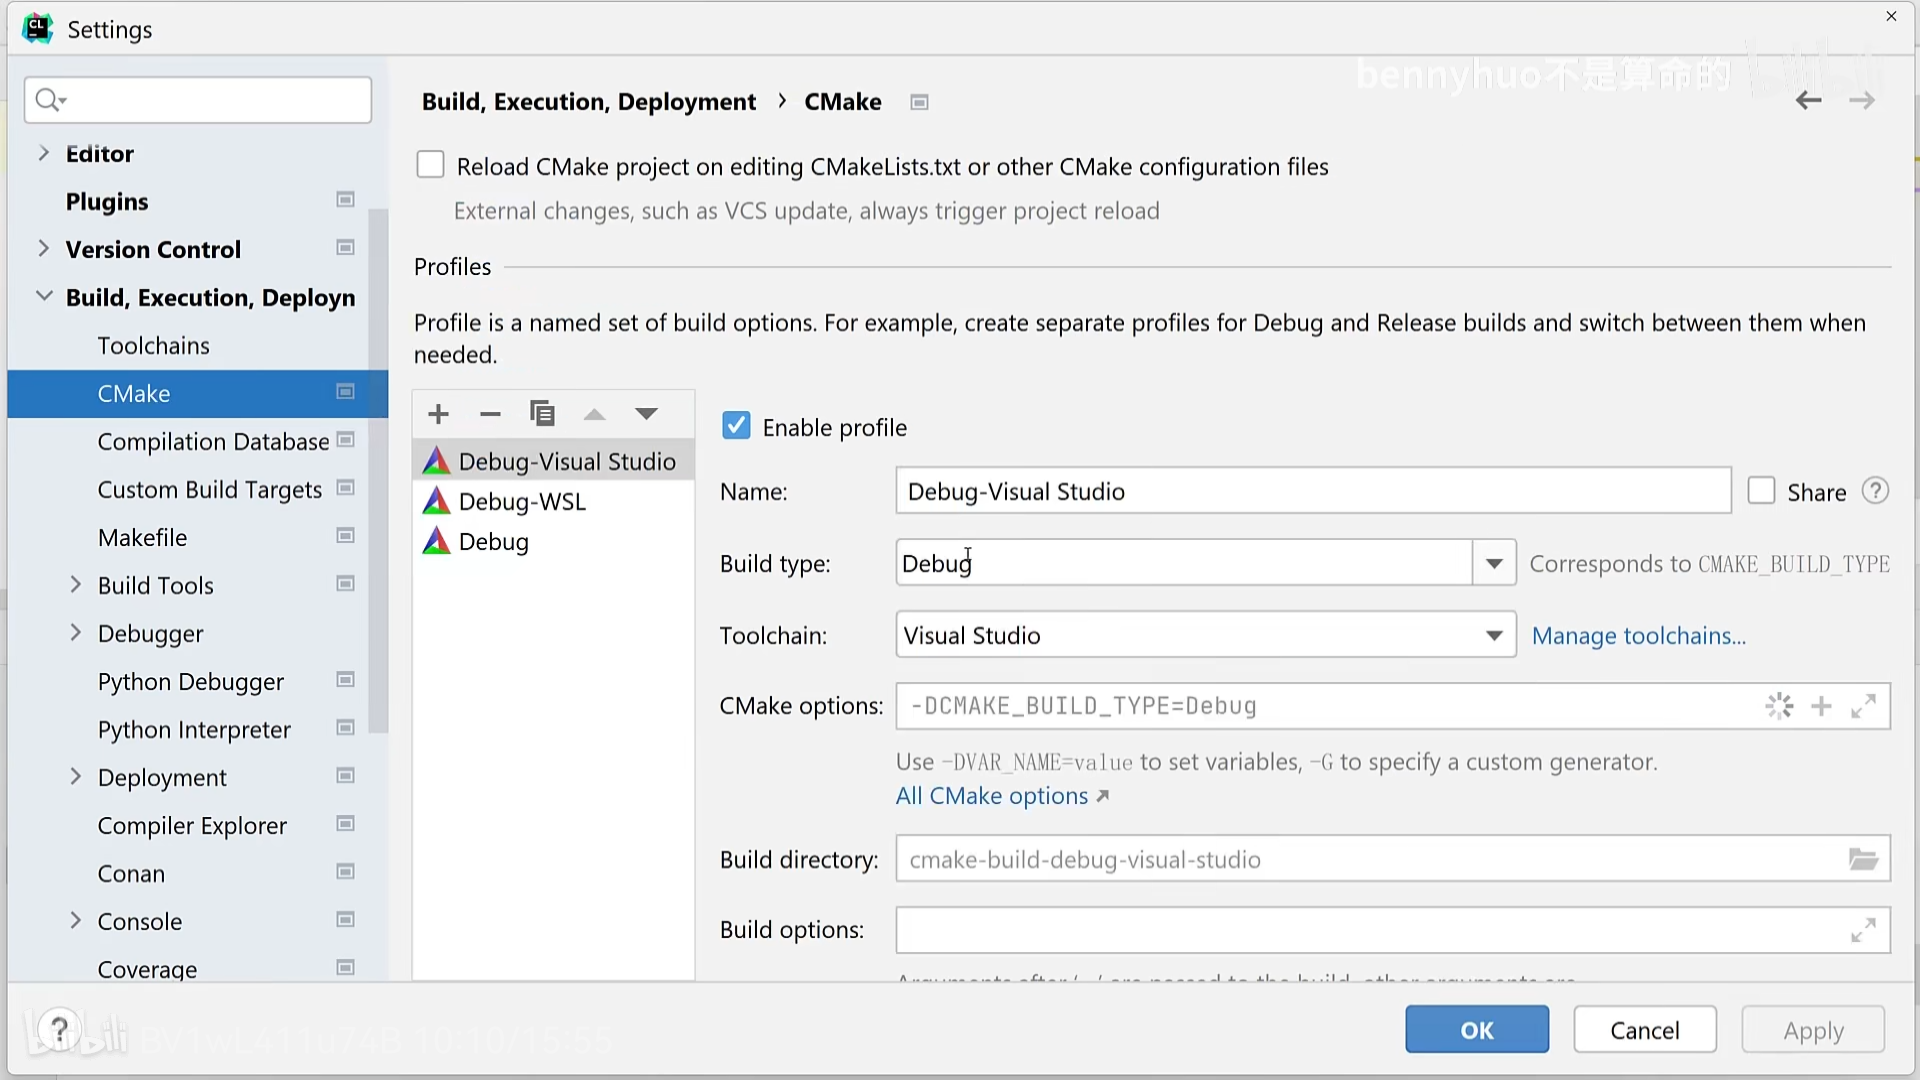 CL
Settings
bennyhuo不是算命的 bilibili
Build, Execution, Deployment › CMake
Reload CMake project on editing CMakeLists.txt or other CMake configuration files
External changes, such as VCS update, always trigger project reload
Editor
Plugins
Version Control
Build, Execution, Deployn
Toolchains
CMake
Compilation Database
Custom Build Targets
Makefile
Build Tools
Debugger
Python Debugger
Python Interpreter
Deployment
Compiler Explorer
Conan
Console
Coverage
Profiles
Profile is a named set of build options. For example, create separate profiles for Debug and Release builds and switch between them when
needed.
Debug-Visual Studio
Debug-WSL
Debug
Enable profile
Name: Debug-Visual Studio Share ?
Build type: Debug Corresponds to CMAKE_BUILD_TYPE
Toolchain: Visual Studio Manage toolchains...
CMake options: -DCMAKE_BUILD_TYPE=Debug
Use -DVAR_NAME=value to set variables, -G to specify a custom generator.
All CMake options ↗
Build directory: cmake-build-debug-visual-studio
Build options:
? bilibili BV1wL411u74B 10:10/15:55
OK Cancel Apply